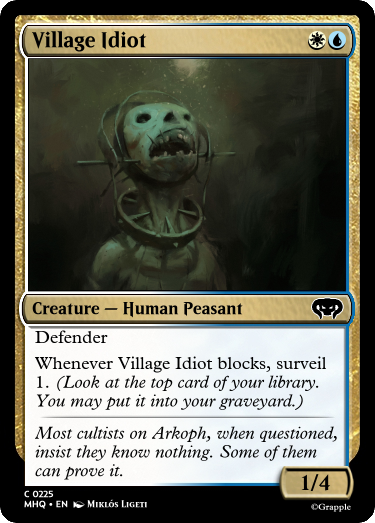 Village Idiot
Creature — Human Peasant
Defender
Whenever Village Idiot blocks, surveil
1. (Look at the top card of your library.
You may put it into your graveyard.)
Most cultists on Arkoph, when questioned,
insist they know nothing. Some of them
can prove it.
1/4
C 0225
MHQ • EN Miklós Ligeti
©Grapple